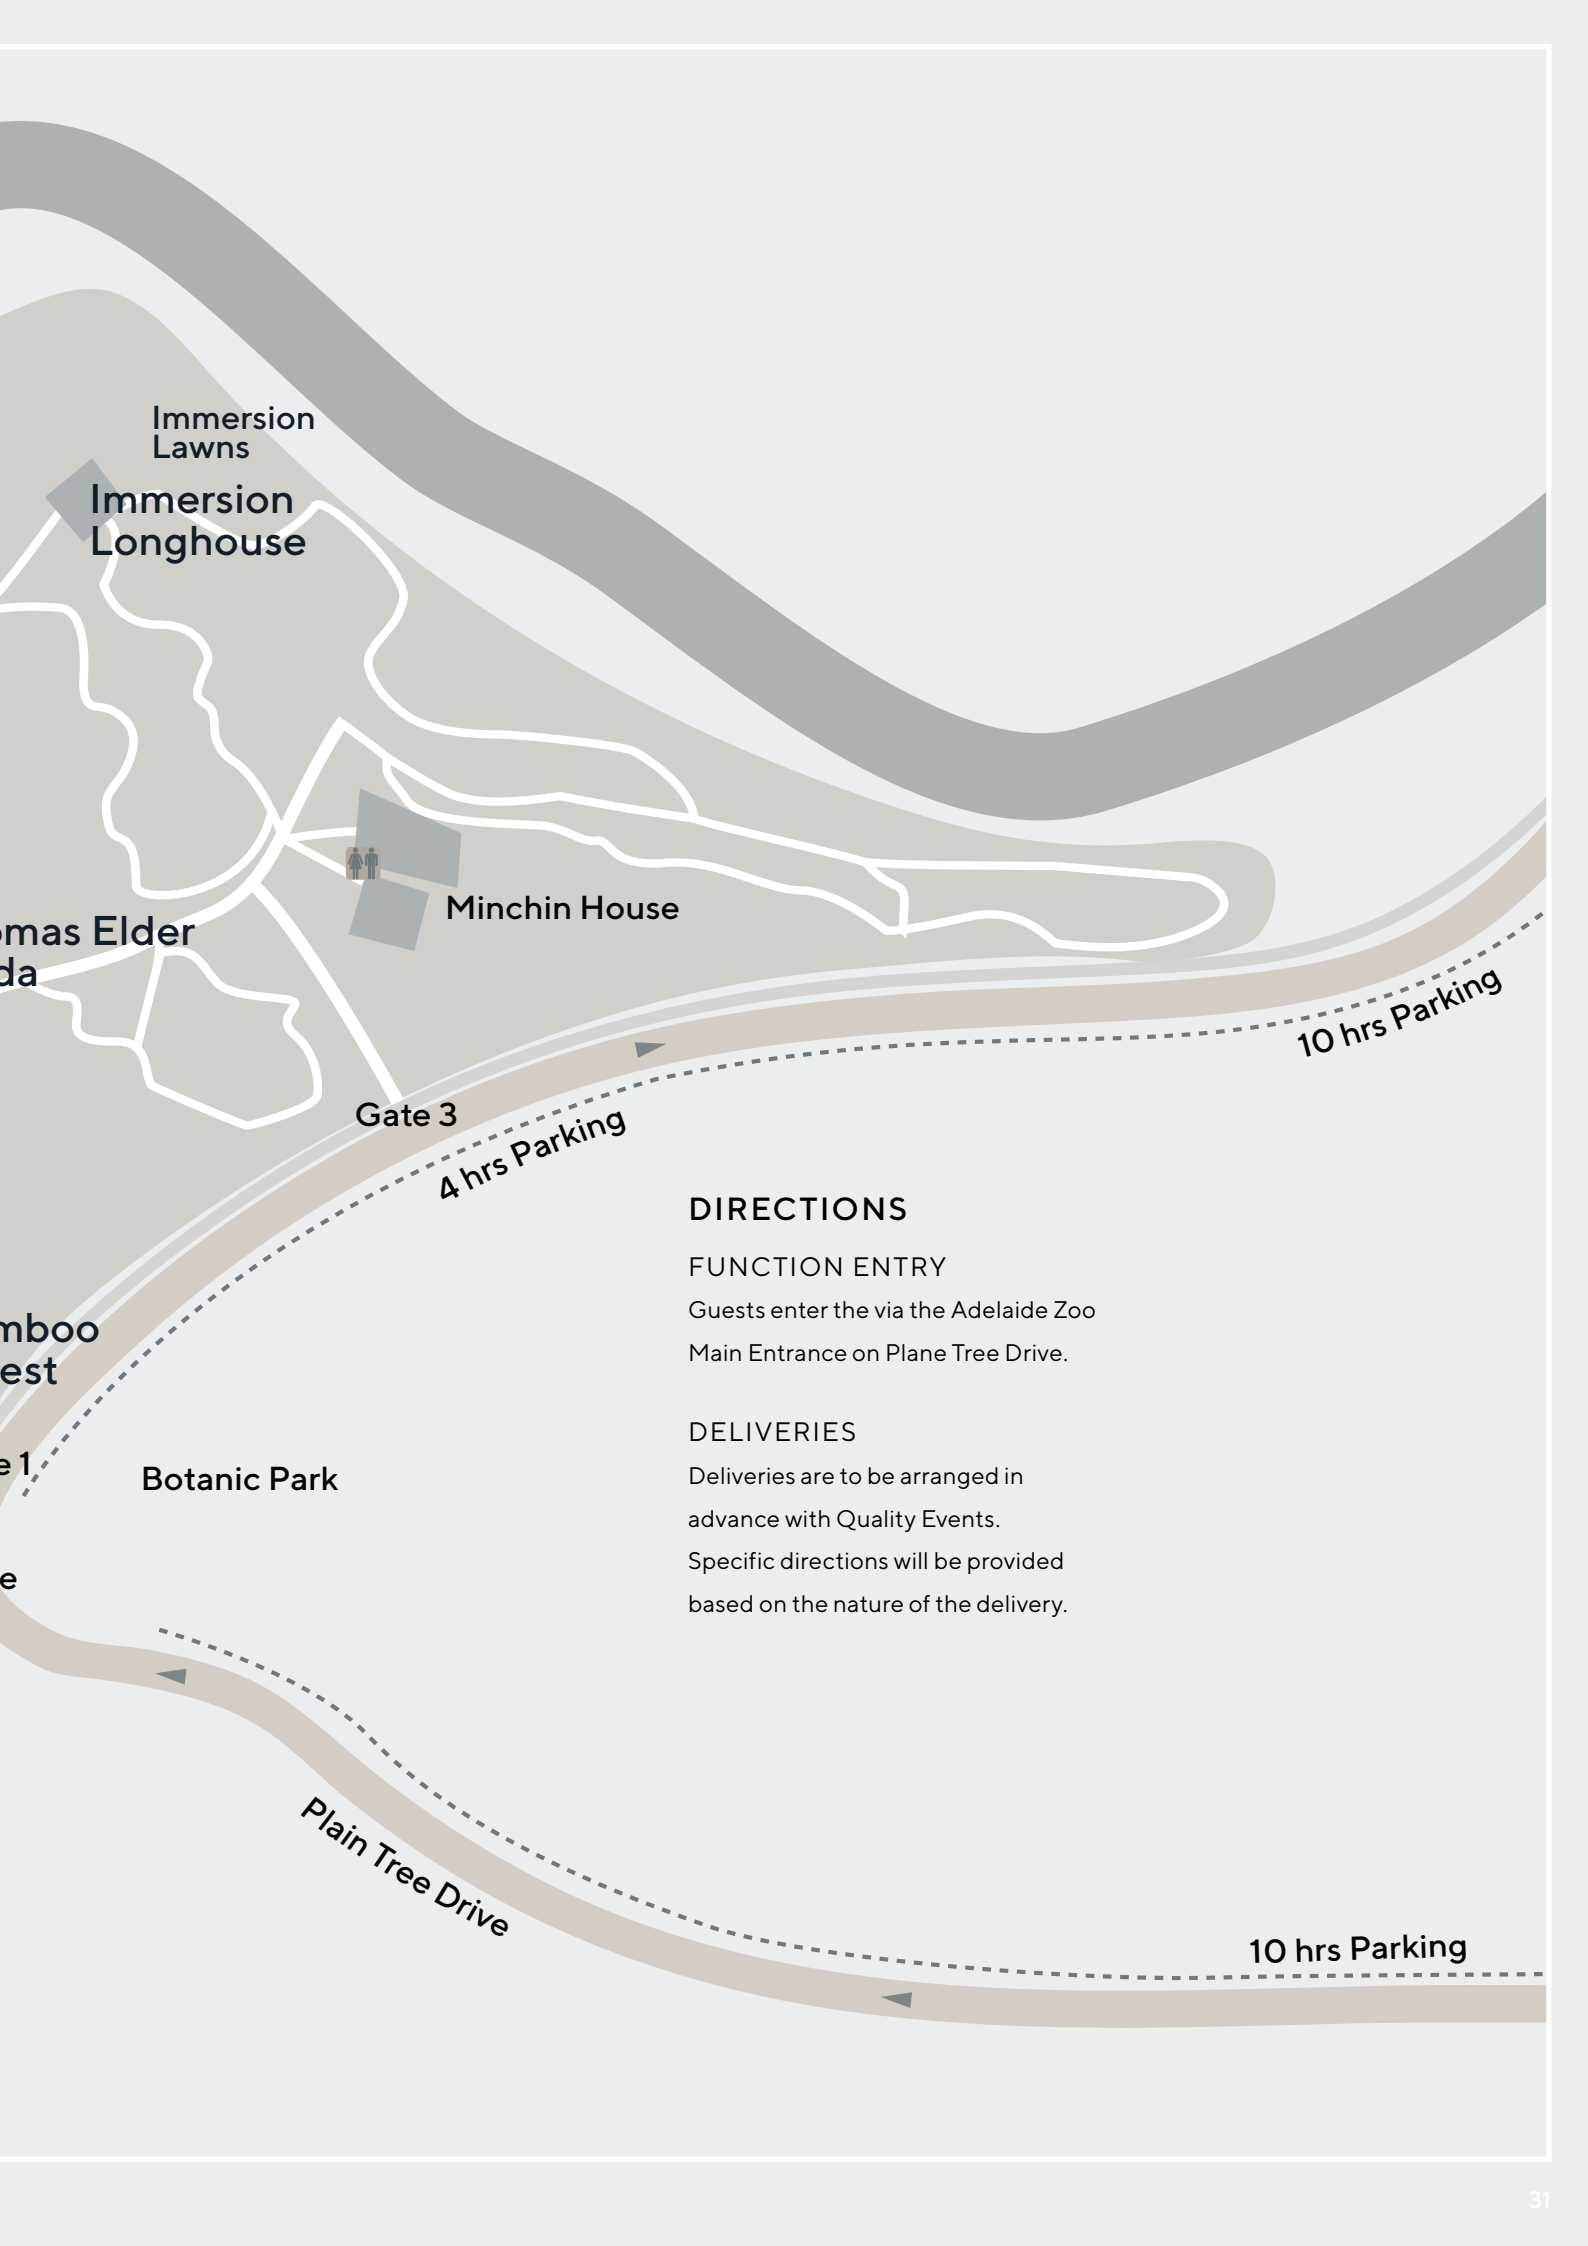 Immersion
Lawns
Immersion
Longhouse
Minchin House
omas Elder
da
10 hrs Parking
Gate 3
4 hrs Parking
DIRECTIONS
FUNCTION ENTRY
Guests enter the via the Adelaide Zoo
Main Entrance on Plane Tree Drive.
mboo
est
DELIVERIES
Deliveries are to be arranged in
advance with Quality Events.
Specific directions will be provided
based on the nature of the delivery.
e 1
Botanic Park
e
Plain Tree Drive
10 hrs Parking
31